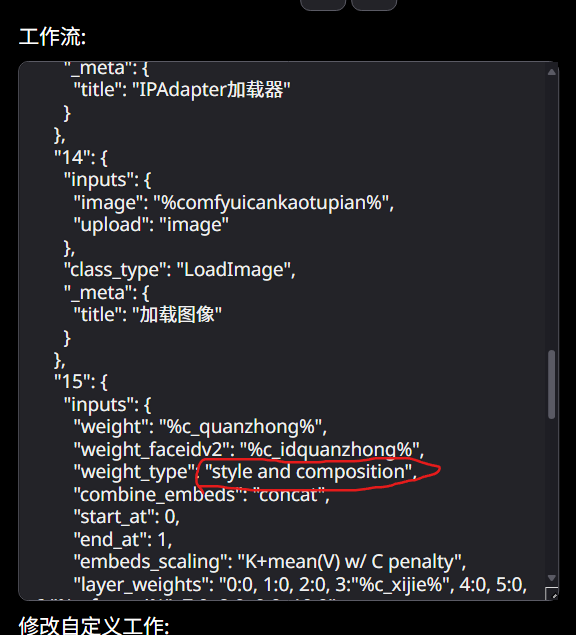 工作流:
"_meta": {
"title": "IPAdapter加载器"
}
},
"14": {
"inputs": {
"image": "%comfyuicankaotupian%",
"upload": "image"
},
"class_type": "LoadImage",
"_meta": {
"title": "加载图像"
}
},
"15": {
"inputs": {
"weight": "%c_quanzhong%",
"weight_faceidv2": "%c_idquanzhong%",
"weight_type": "style and composition",
"combine_embeds": "concat",
"start_at": 0,
"end_at": 1,
"embeds_scaling": "K+mean(V) w/ C penalty",
"layer_weights": "0:0, 1:0, 2:0, 3:"%c_xijie%", 4:0, 5:0,
修改自定义工作: